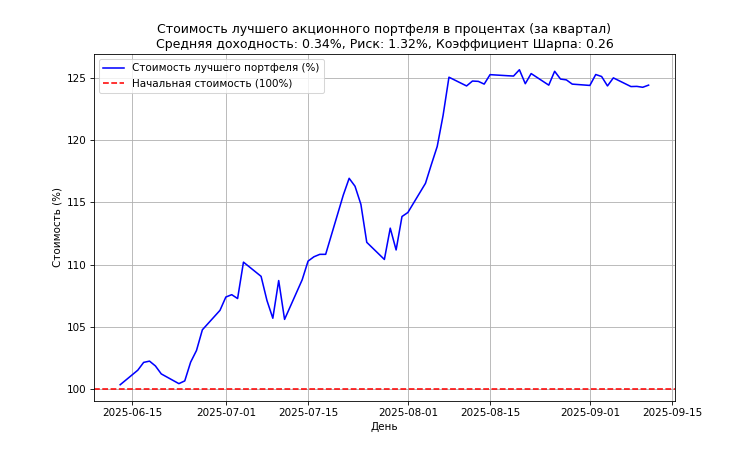 Стоимость лучшего акционного портфеля в процентах (за квартал)
Средняя доходность: 0.34%, Риск: 1.32%, Коэффициент Шарпа: 0.26
Стоимость лучшего портфеля (%)
Начальная стоимость (100%)
Стоимость (%)
125
120
115
110
105
100
2025-06-15
2025-07-01
2025-07-15
2025-08-01
2025-08-15
2025-09-01
2025-09-15
День